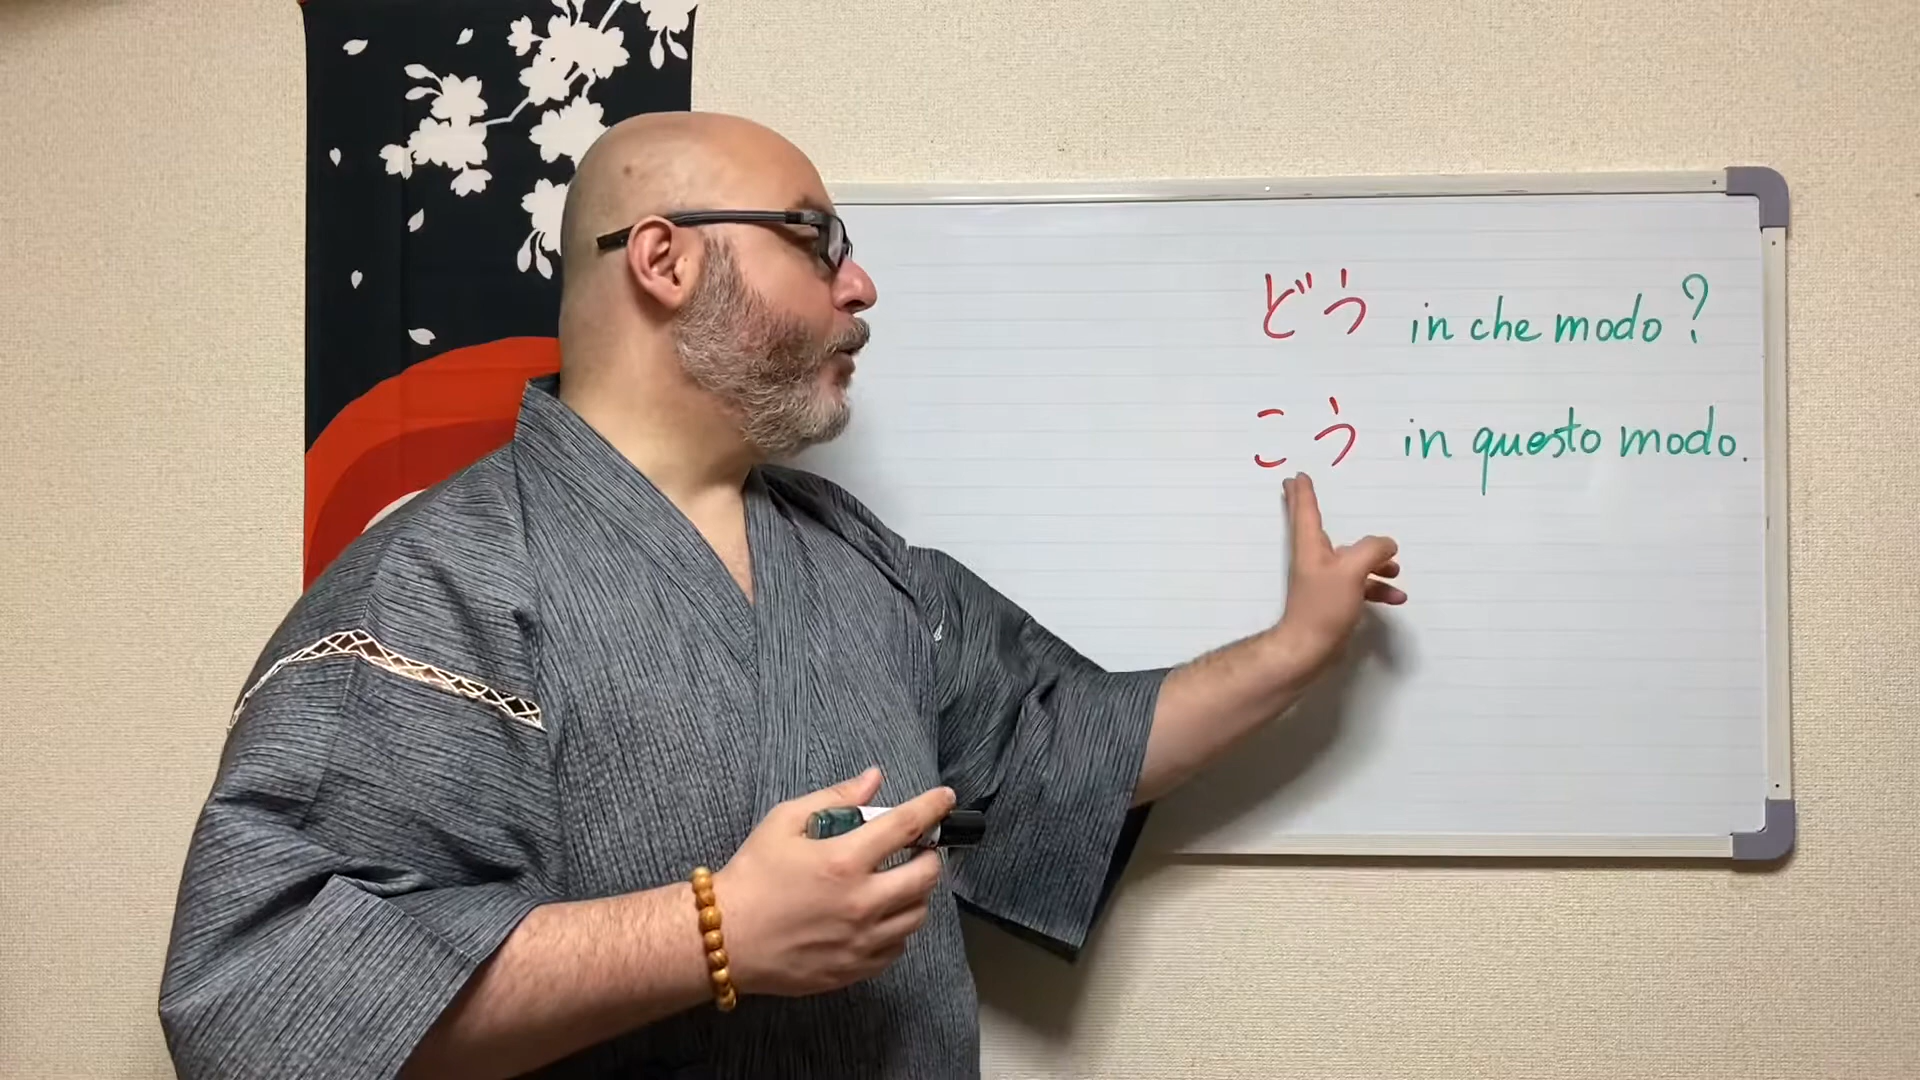 どう in che modo?
こう in questo modo.